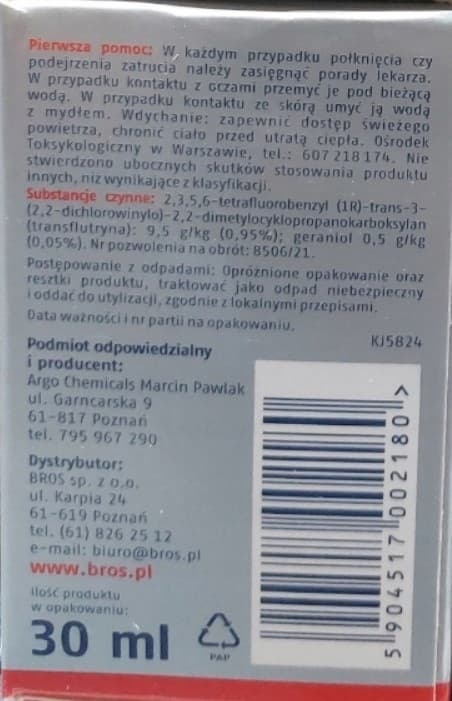 Pierwsza pomoc: W każdym przypadku połknięcia czy
podejrzenia zatrucia należy zasięgnąć porady lekarza.
W przypadku kontaktu z oczami przemyć je pod bieżącą
wodą. W przypadku kontaktu ze skórą umyć ją wodą
z mydłem. Wdychanie: zapewnić dostęp świeżego
powietrza, chronić ciało przed utratą ciepła. Ośrodek
Toksykologiczny w Warszawie, tel.: 607 218 174. Nie
stwierdzono ubocznych skutków stosowania produktu
innych, niż wynikające z klasyfikacji.
Substancje czynne: 2,3,5,6-tetrafluorobenzyl (1R)-trans-3-
(2,2-dichlorowinylo)-2,2-dimetylocyklopropanokarboksylan
(transflutryna): 9,5 g/kg (0,95%); geraniol 0,5 g/kg
(0,05%). Nr pozwolenia na obrót: 8506/21.
Postępowanie z odpadami: Opróżnione opakowanie oraz
resztki produktu, traktować jako odpad niebezpieczny
i oddać do utylizacji, zgodnie z lokalnymi przepisami.
Data ważności i nr partii na opakowaniu.
KJ5824
Podmiot odpowiedzialny
i producent:
Argo Chemicals Marcin Pawlak
ul. Garncarska 9
61-817 Poznań
tel. 795 967 290
Dystrybutor:
BROS sp. z o.o.
ul. Karpia 24
61-619 Poznań
tel. (61) 826 25 12
e-mail: biuro@bros.pl
www.bros.pl
Ilość produktu
w opakowaniu:
30 ml
PAP
5 904517 002180 >